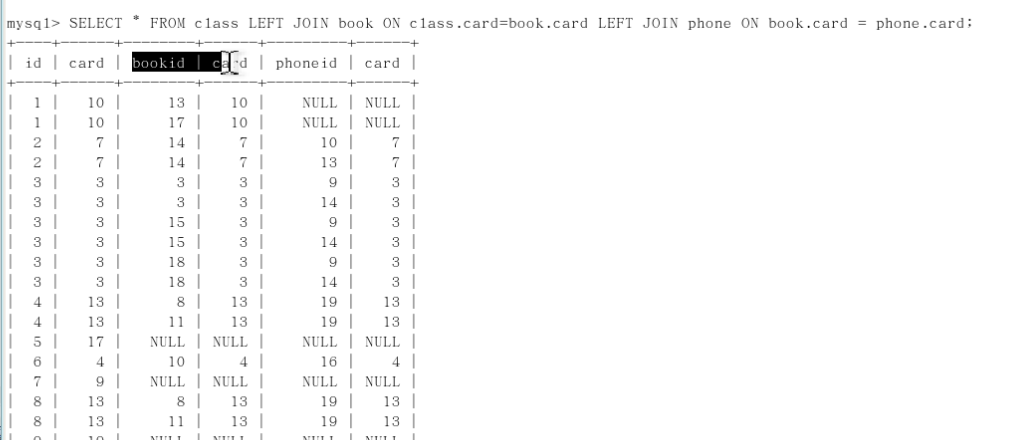 mysql> SELECT * FROM class LEFT JOIN book ON class.card=book.card LEFT JOIN phone ON book.card = phone.card;
+----+------+--------+------+---------+------+
| id | card | bookid | card | phoneid | card |
+----+------+--------+------+---------+------+
| 1 | 10 | 13 | 10 | NULL | NULL |
| 1 | 10 | 17 | 10 | NULL | NULL |
| 2 | 7 | 14 | 7 | 10 | 7 |
| 2 | 7 | 14 | 7 | 13 | 7 |
| 3 | 3 | 3 | 3 | 9 | 3 |
| 3 | 3 | 3 | 3 | 14 | 3 |
| 3 | 3 | 15 | 3 | 9 | 3 |
| 3 | 3 | 15 | 3 | 14 | 3 |
| 3 | 3 | 18 | 3 | 9 | 3 |
| 3 | 3 | 18 | 3 | 14 | 3 |
| 4 | 13 | 8 | 13 | 19 | 13 |
| 4 | 13 | 11 | 13 | 19 | 13 |
| 5 | 17 | NULL | NULL | NULL | NULL |
| 6 | 4 | 10 | 4 | 16 | 4 |
| 7 | 9 | NULL | NULL | NULL | NULL |
| 8 | 13 | 8 | 13 | 19 | 13 |
| 8 | 13 | 11 | 13 | 19 | 13 |